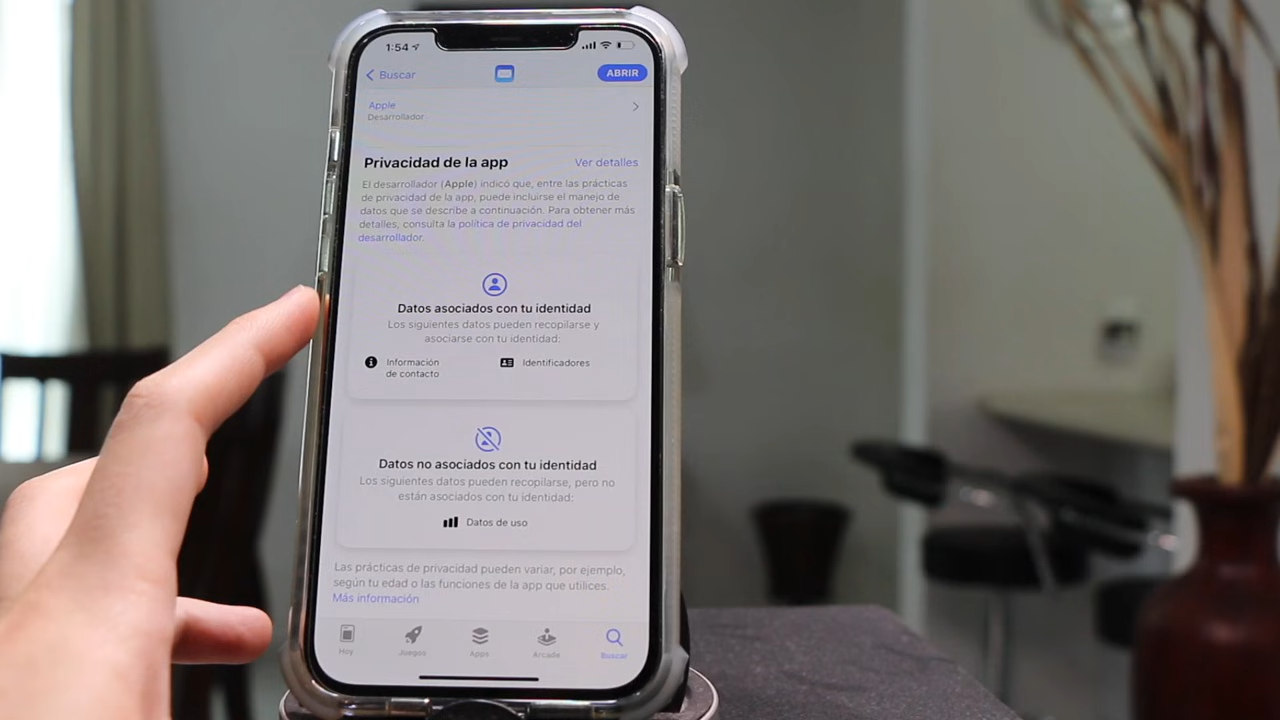 1:54
Buscar
ABRIR
Apple
Desarrollador
Privacidad de la app
Ver detalles
El desarrollador (Apple) indicó que, entre las prácticas
de privacidad de la app, puede incluirse el manejo de
datos que se describe a continuación. Para obtener más
detalles, consulta la política de privacidad del
desarrollador.
Datos asociados con tu identidad
Los siguientes datos pueden recopilarse y
asociarse con tu identidad:
Información
de contacto
Identificadores
Datos no asociados con tu identidad
Los siguientes datos pueden recopilarse, pero no
están asociados con tu identidad:
Datos de uso
Las prácticas de privacidad pueden variar, por ejemplo,
según tu edad o las funciones de la app que utilices.
Más información
Hoy
Juegos
Apps
Arcade
Buscar